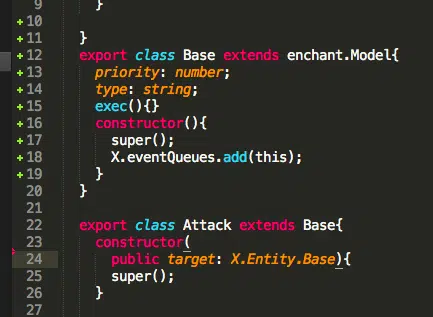 9 }
+ 10
+ 11 }
+ 12 export class Base extends enchant.Model{
+ 13 priority: number;
+ 14 type: string;
+ 15 exec(){}
+ 16 constructor(){
+ 17 super();
+ 18 X.eventQueues.add(this);
+ 19 }
20 }
21
22 export class Attack extends Base{
23 constructor(
24 public target: X.Entity.Base){
25 super();
26 }
27